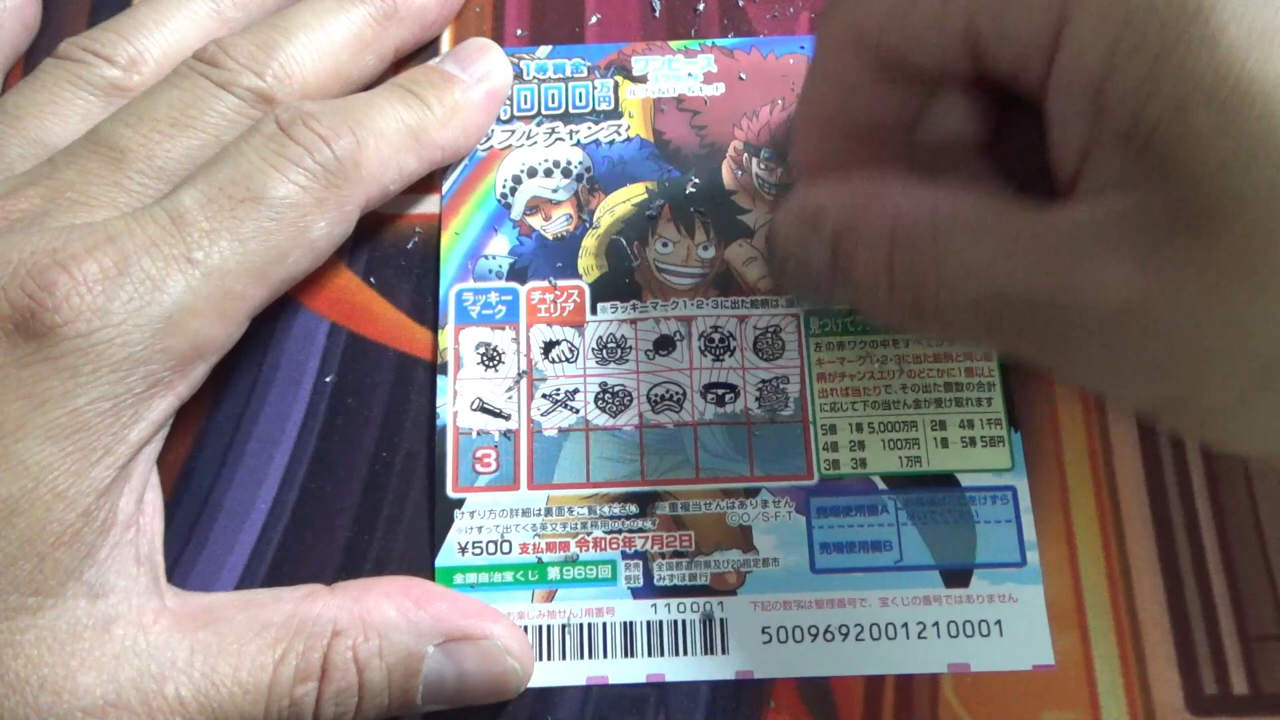 1等賞金
000万円
ワンピース
プルチャンス
ラッキーマーク
チャンスエリア
※ラッキーマーク1・2・3に出た絵柄は、
3
見つけて
左の赤ワクの中をすべて
キーマーク1・2・3に出た絵柄と同じ絵
柄がチャンスエリアのどこかに1個以上
出れば当たりで、その出た個数の合計
に応じて下の当せん金が受け取れます
5個…1等 5,000万円 2個…4等 1千円
4個…2等 100万円 1個…5等 5百円
3個…3等 1万円
けずり方の詳細は裏面をご覧ください
※けずって出てくる英文字は業務用のものです
※重複当せんはありません
©O/S・F・T
¥500 支払期限 令和6年7月2日
売場使用欄A
売場使用欄B
全国自治宝くじ 第969回
発売 全国都道府県及び20指定都市
受託 みずほ銀行
お楽しみ抽せん」用番号 110001
下記の数字は整理番号で、宝くじの番号ではありません
5009692001210001